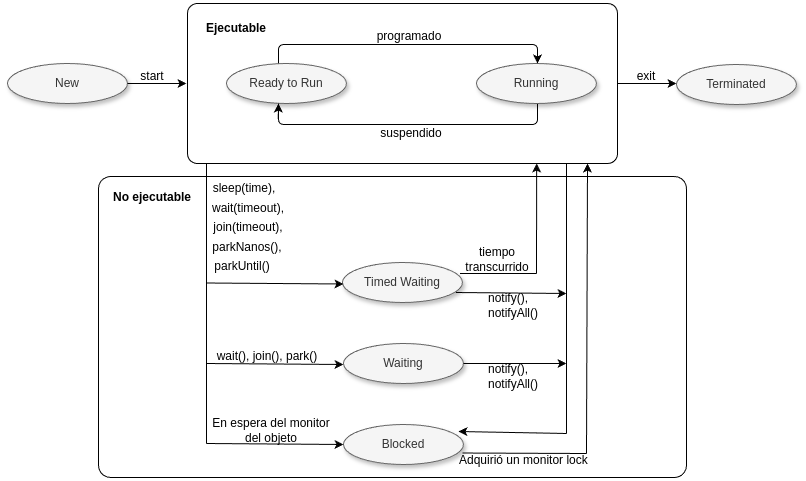 Ejecutable
programado
New
start
Ready to Run
Running
exit
Terminated
suspendido
No ejecutable
sleep(time),
wait(timeout),
join(timeout),
parkNanos(),
parkUntil()
tiempo
transcurrido
Timed Waiting
notify(),
notifyAll()
wait(), join(), park()
Waiting
notify(),
notifyAll()
En espera del monitor
del objeto
Blocked
Adquirió un monitor lock